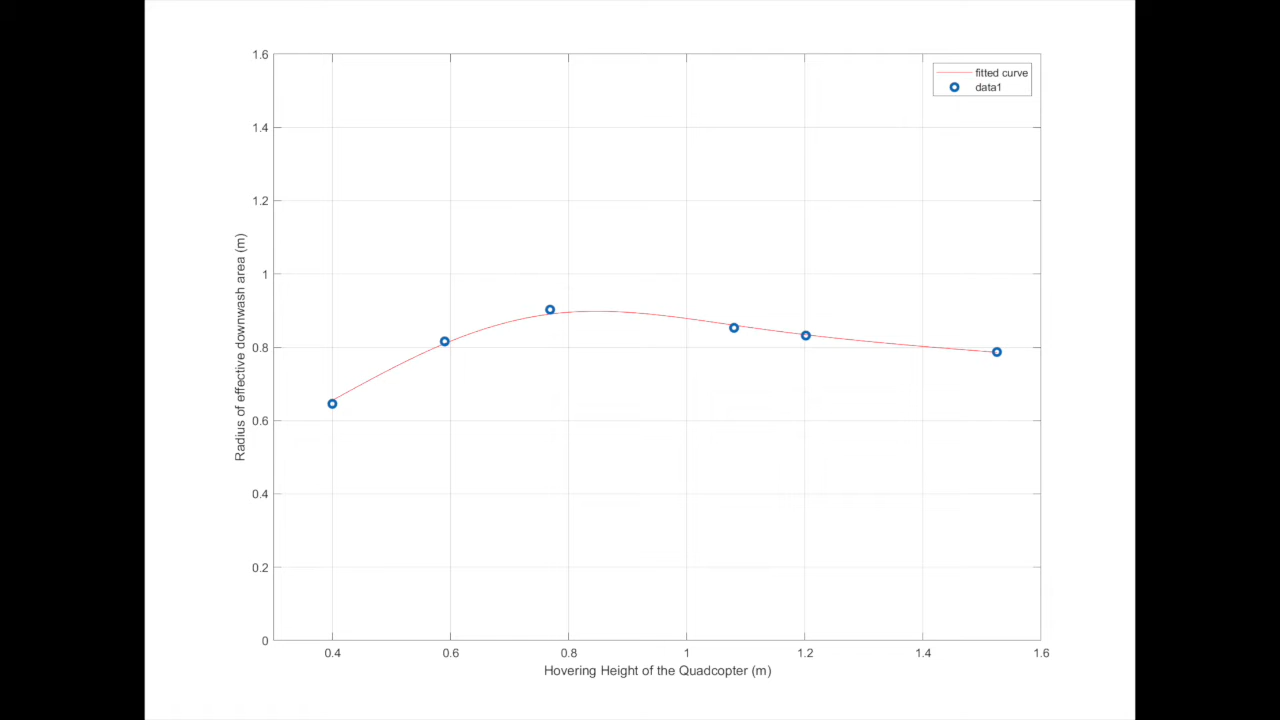 fitted curve
data1
1.6
1.4
1.2
1
0.8
0.6
0.4
0.2
0
Radius of effective downwash area (m)
0.4 0.6 0.8 1 1.2 1.4 1.6
Hovering Height of the Quadcopter (m)